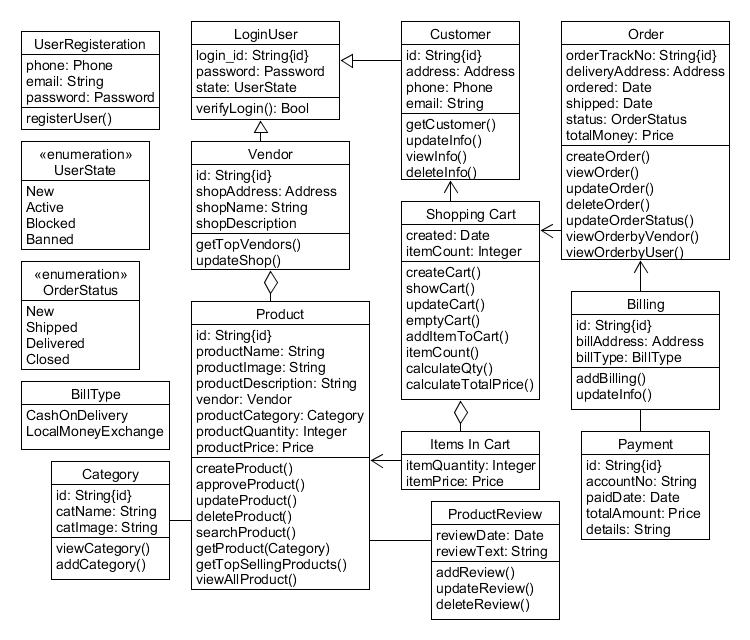 UserRegisteration
phone: Phone
email: String
password: Password
registerUser()
«enumeration»
UserState
New
Active
Blocked
Banned
«enumeration»
OrderStatus
New
Shipped
Delivered
Closed
BillType
CashOnDelivery
LocalMoneyExchange
Category
id: String{id}
catName: String
catImage: String
viewCategory()
addCategory()
LoginUser
login_id: String{id}
password: Password
state: UserState
verifyLogin(): Bool
Vendor
id: String{id}
shopAddress: Address
shopName: String
shopDescription
getTopVendors()
updateShop()
Product
id: String{id}
productName: String
productImage: String
productDescription: String
vendor: Vendor
productCategory: Category
productQuantity: Integer
productPrice: Price
createProduct()
approveProduct()
updateProduct()
deleteProduct()
searchProduct()
getProduct(Category)
getTopSellingProducts()
viewAllProduct()
Customer
id: String{id}
address: Address
phone: Phone
email: String
getCustomer()
updateInfo()
viewInfo()
deleteInfo()
Shopping Cart
created: Date
itemCount: Integer
createCart()
showCart()
updateCart()
emptyCart()
addItemToCart()
itemCount()
calculateQty()
calculateTotalPrice()
Items In Cart
itemQuantity: Integer
itemPrice: Price
ProductReview
reviewDate: Date
reviewText: String
addReview()
updateReview()
deleteReview()
Order
orderTrackNo: String{id}
deliveryAddress: Address
ordered: Date
shipped: Date
status: OrderStatus
totalMoney: Price
createOrder()
viewOrder()
updateOrder()
deleteOrder()
updateOrderStatus()
viewOrderbyVendor()
viewOrderbyUser()
Billing
id: String{id}
billAddress: Address
billType: BillType
addBilling()
updateInfo()
Payment
id: String{id}
accountNo: String
paidDate: Date
totalAmount: Price
details: String